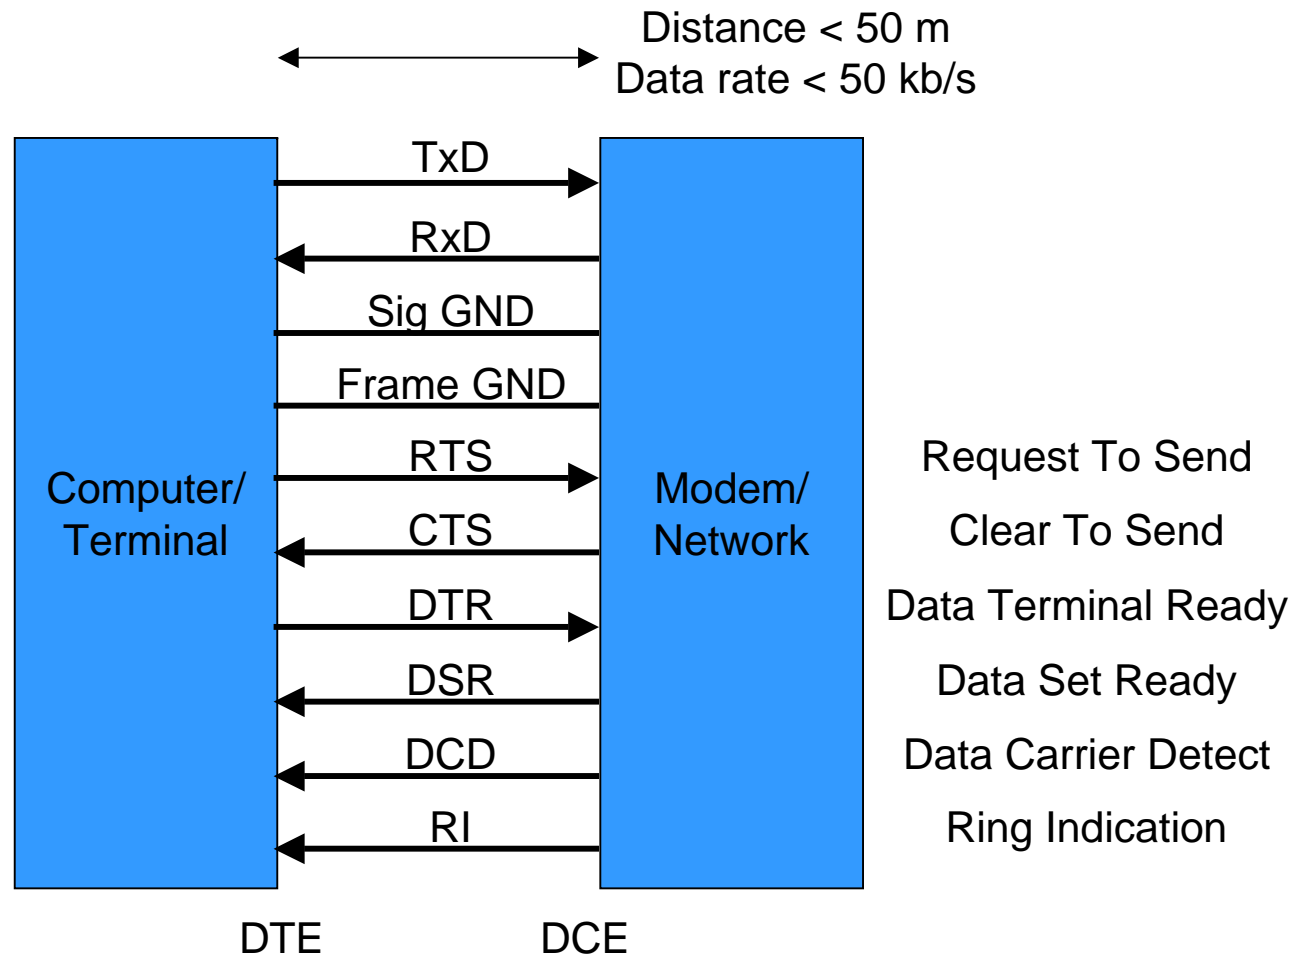 Distance < 50 m
Data rate < 50 kb/s
TxD
RxD
Sig GND
Frame GND
RTS
Request To Send
Computer/
Terminal
Modem/
Network
CTS
Clear To Send
DTR
Data Terminal Ready
DSR
Data Set Ready
DCD
Data Carrier Detect
RI
Ring Indication
DTE
DCE